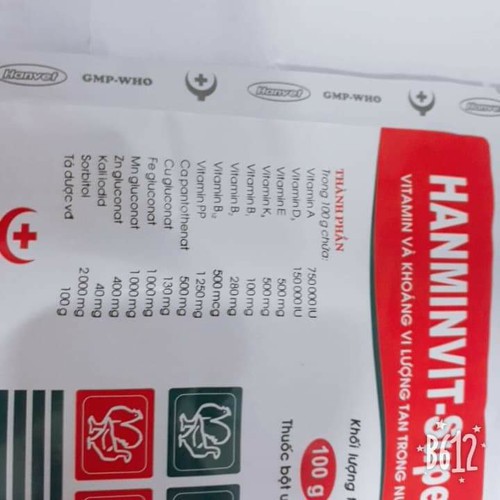 Hanvet GMP-WHO
Hanvet GMP-WHO
Hanvet
HANMINVIT-Super
VITAMIN VÀ KHOÁNG VI LƯỢNG TAN TRONG N
THÀNH PHẦN
Trong 100 g chứa:
Vitamin A 750.000 IU
Vitamin D₃ 150.000 IU
Vitamin E 500 mg
Vitamin K₃ 500 mg
Vitamin B₁ 100 mg
Vitamin B₂ 280 mg
Vitamin B₁₂ 500 mcg
Vitamin PP 1 250 mg
Ca pantothenat 500 mg
Cu gluconat 130 mg
Fe gluconat 1 000 mg
Mn gluconat 1 000 mg
Zn gluconat 400 mg
Kali iodid 40 mg
Sorbitol 2 000 mg
Tá dược vđ 100 g
Khối lượng
100 g
Thuốc bột
B612